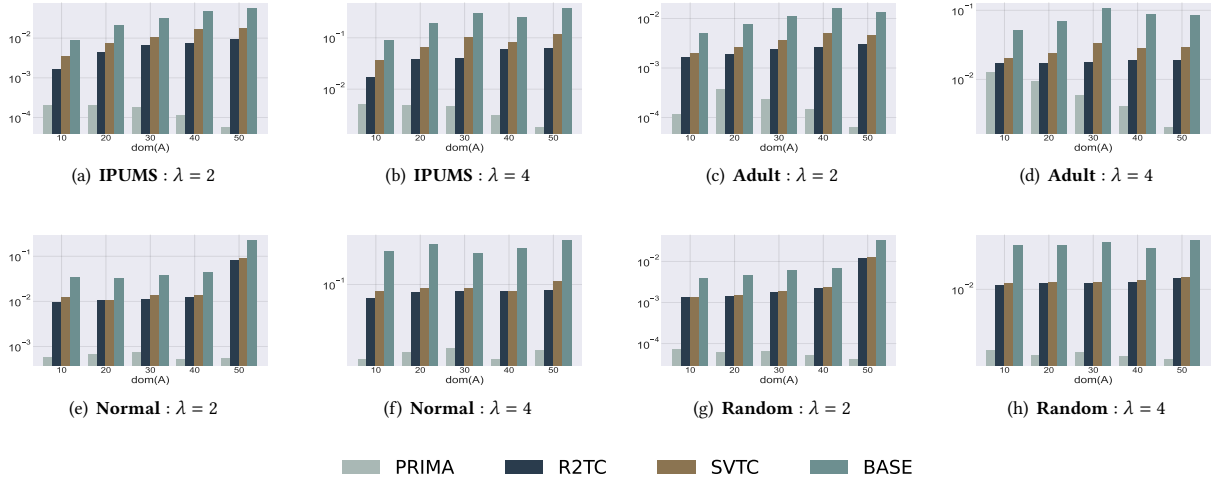 10⁻² 10⁻³ 10⁻⁴
10 20 30 40 50
dom(A)
(a) IPUMS : λ = 2
10⁻¹ 10⁻²
10 20 30 40 50
dom(A)
(b) IPUMS : λ = 4
10⁻² 10⁻³ 10⁻⁴
10 20 30 40 50
dom(A)
(c) Adult : λ = 2
10⁻¹ 10⁻²
10 20 30 40 50
dom(A)
(d) Adult : λ = 4
10⁻¹ 10⁻² 10⁻³
10 20 30 40 50
dom(A)
(e) Normal : λ = 2
10⁻¹
10 20 30 40 50
dom(A)
(f) Normal : λ = 4
10⁻² 10⁻³ 10⁻⁴
10 20 30 40 50
dom(A)
(g) Random : λ = 2
10⁻²
10 20 30 40 50
dom(A)
(h) Random : λ = 4
PRIMA R2TC SVTC BASE